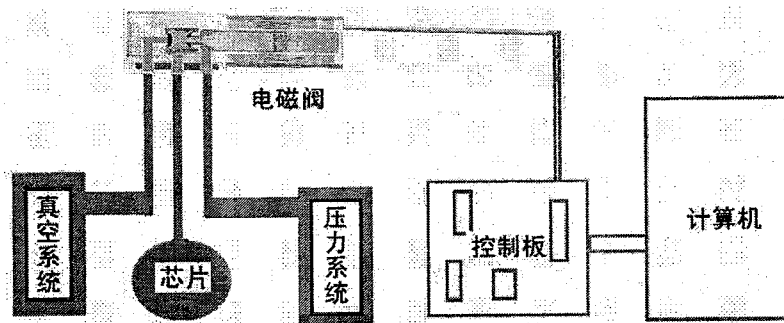 电磁阀
真空系统
芯片
压力系统
控制板
计算机